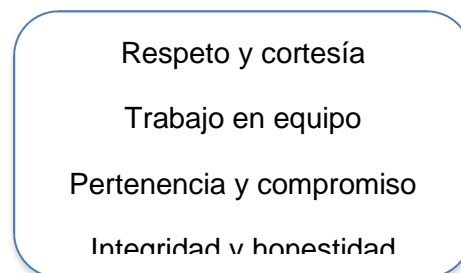 Respeto y cortesía
Trabajo en equipo
Pertenencia y compromiso
Integridad y honestidad